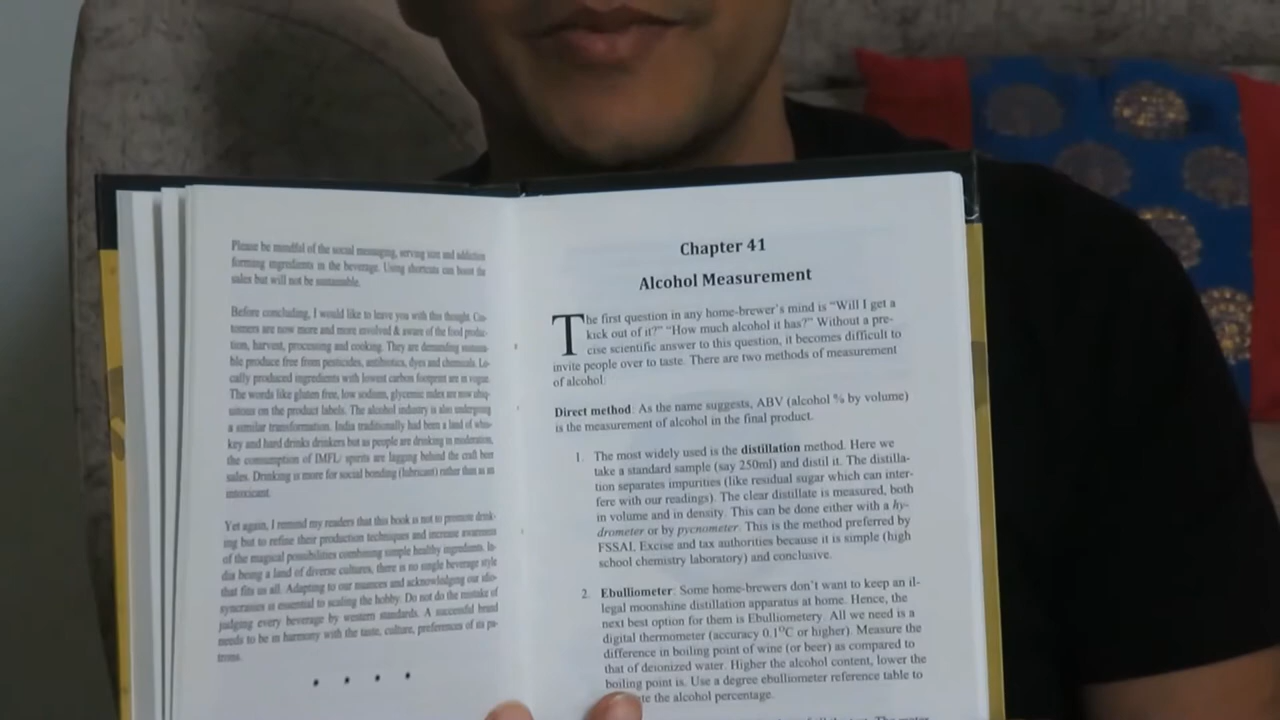 Please be mindful of the social messaging, serving size and addiction
forming ingredients in the beverage. Using shortcuts can boost the
sales but will not be sustainable.
Before concluding, I would like to leave you with this thought. Cus-
tomers are now more and more involved & aware of the food produc-
tion, harvest, processing and cooking. They are demanding sustaina-
ble produce free from pesticides, antibiotics, dyes and chemicals. Lo-
cally produced ingredients with lowest carbon footprint are in vogue.
The words like gluten free, low sodium, glycemic index are now ubiq-
uitous on the product labels. The alcohol industry is also undergoing
a similar transformation. India traditionally had been a land of whis-
key and hard drinks drinkers but as people are drinking in moderation,
the consumption of IMFL/ spirits are lagging behind the craft beer
sales. Drinking is more for social bonding (lubricant) rather than as an
intoxicant.
Yet again, I remind my readers that this book is not to promote drink-
ing but to refine their production techniques and increase awareness
of the magical possibilities combining simple healthy ingredients. In-
dia being a land of diverse cultures, there is no single beverage style
that fits us all. Adapting to our nuances and acknowledging our idio-
syncrasies is essential to scaling the hobby. Do not do the mistake of
judging every beverage by western standards. A successful brand
needs to be in harmony with the taste, culture, preferences of its pa-
trons.
• • • •
Chapter 41
Alcohol Measurement
The first question in any home-brewer's mind is "Will I get a
kick out of it?" "How much alcohol it has?" Without a pre-
cise scientific answer to this question, it becomes difficult to
invite people over to taste. There are two methods of measurement
of alcohol:
Direct method: As the name suggests, ABV (alcohol % by volume)
is the measurement of alcohol in the final product.
1. The most widely used is the distillation method. Here we
take a standard sample (say 250ml) and distil it. The distilla-
tion separates impurities (like residual sugar which can inter-
fere with our readings). The clear distillate is measured, both
in volume and in density. This can be done either with a hy-
drometer or by pycnometer. This is the method preferred by
FSSAI, Excise and tax authorities because it is simple (high
school chemistry laboratory) and conclusive.
2. Ebulliometer: Some home-brewers don't want to keep an il-
legal moonshine distillation apparatus at home. Hence, the
next best option for them is Ebulliometery. All we need is a
digital thermometer (accuracy 0.1⁰C or higher). Measure the
difference in boiling point of wine (or beer) as compared to
that of deionized water. Higher the alcohol content, lower the
boiling point is. Use a degree ebulliometer reference table to
te the alcohol percentage.